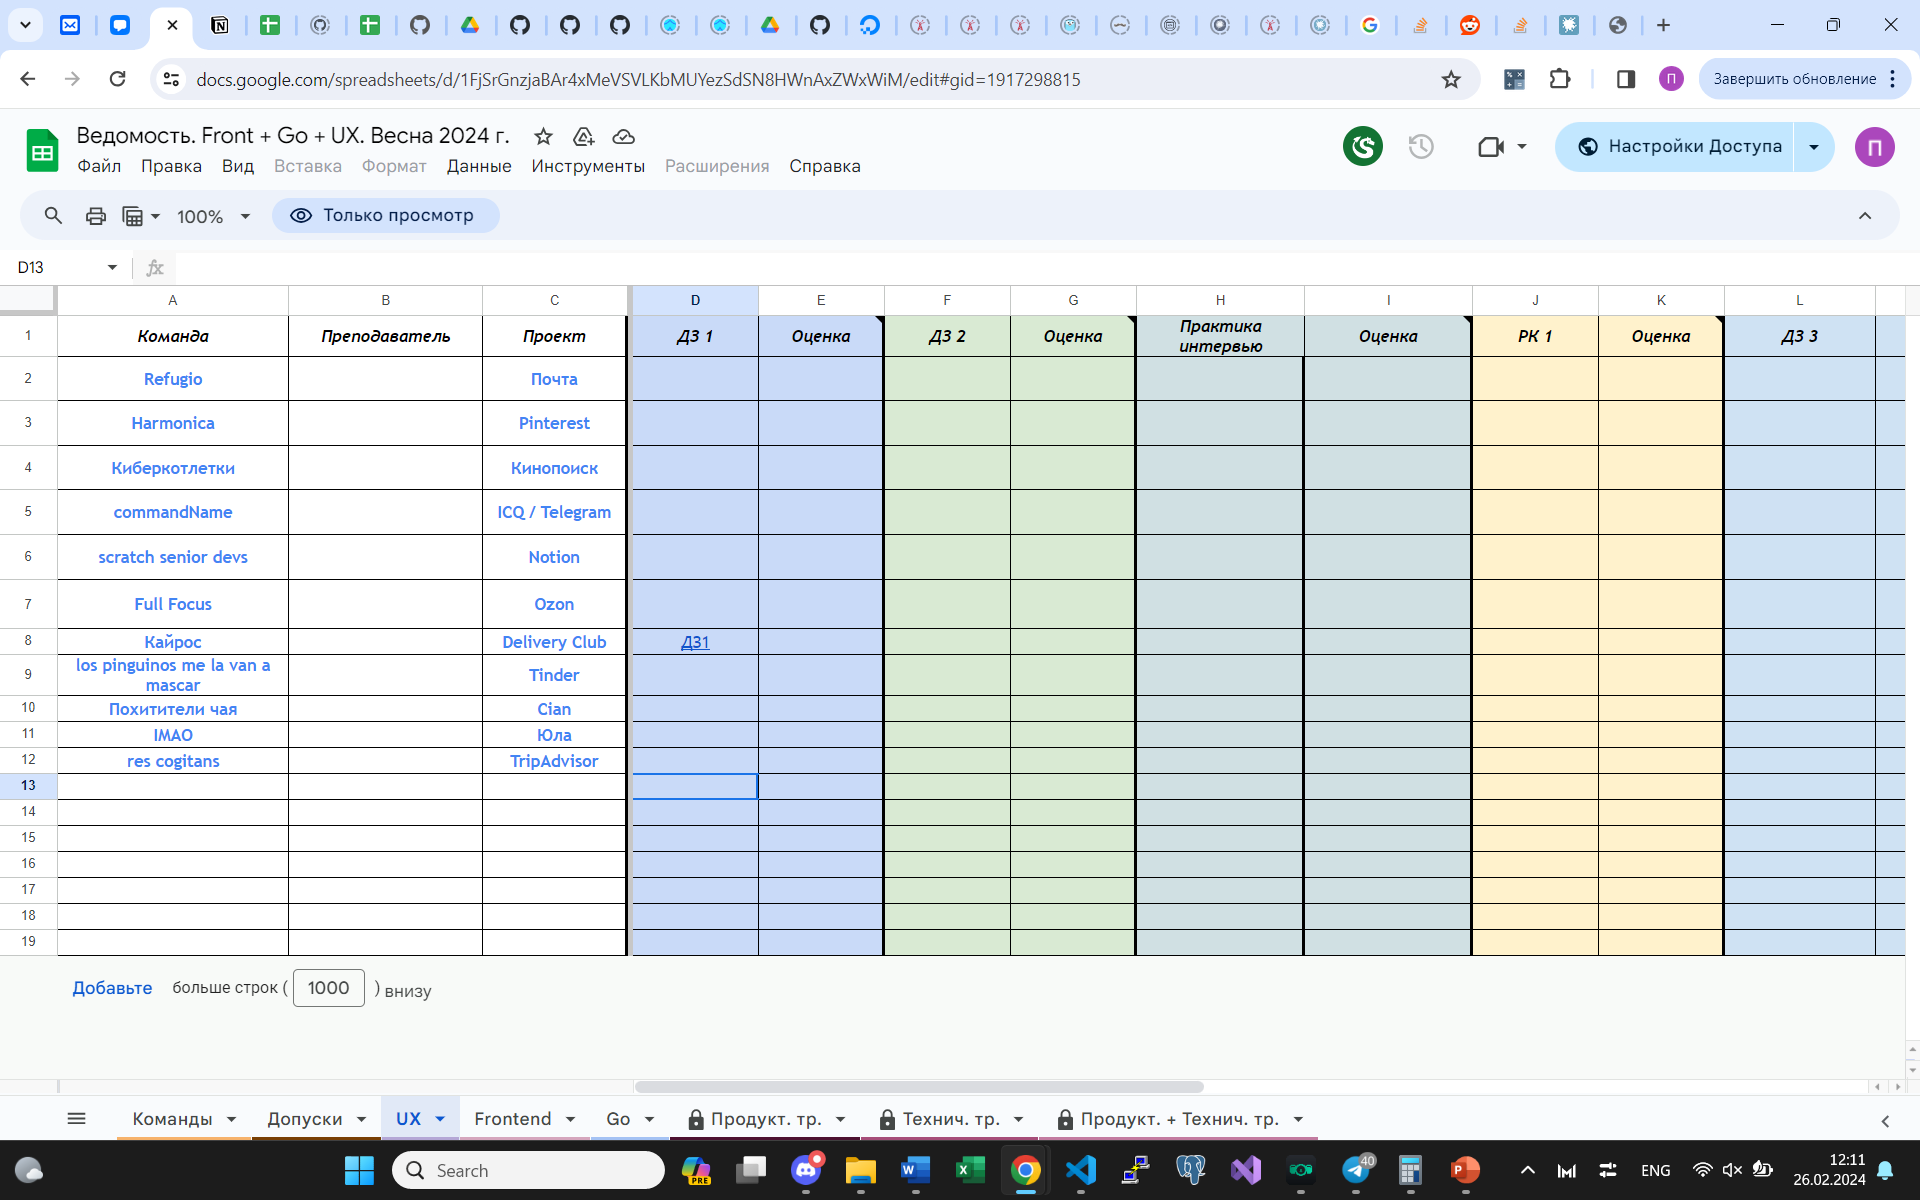 docs.google.com/spreadsheets/d/1FjSrGnzjaBAr4xMeVSVLKbMUYezSdSN8HWnAxZWxWiM/edit#gid=1917298815
П
Завершить обновление
Ведомость. Front + Go + UX. Весна 2024 г.
Файл Правка Вид Вставка Формат Данные Инструменты Расширения Справка
Настройки Доступа
П
100%
Только просмотр
D13
fx
A B C D E F G H I J K L
1 Команда Преподаватель Проект ДЗ 1 Оценка ДЗ 2 Оценка Практика интервью Оценка РК 1 Оценка ДЗ 3
2 Refugio Почта
3 Harmonica Pinterest
4 Киберкотлетки Кинопоиск
5 commandName ICQ / Telegram
6 scratch senior devs Notion
7 Full Focus Ozon
8 Кайрос Delivery Club ДЗ1
9 los pinguinos me la van a mascar Tinder
10 Похитители чая Cian
11 IMAO Юла
12 res cogitans TripAdvisor
13
14
15
16
17
18
19
Добавьте больше строк ( 1000 ) внизу
Команды Допуски UX Frontend Go Продукт. тр. Технич. тр. Продукт. + Технич. тр.
Search
PRE
40
ENG
12:11
26.02.2024